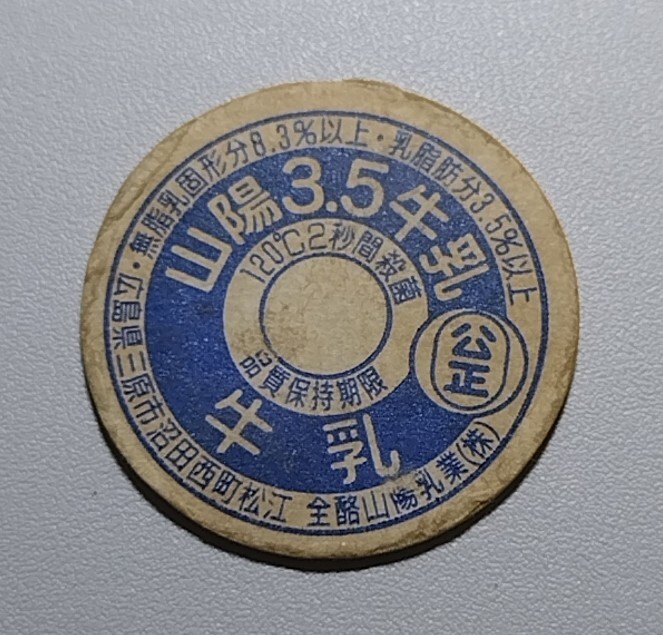 無脂乳固形分8.3%以上・乳脂肪分3.5%以上
山陽3.5牛乳
120℃2秒間殺菌
公正
品質保持期限
牛乳
・広島県三原市沼田西町松江 全酪山陽乳業(株)